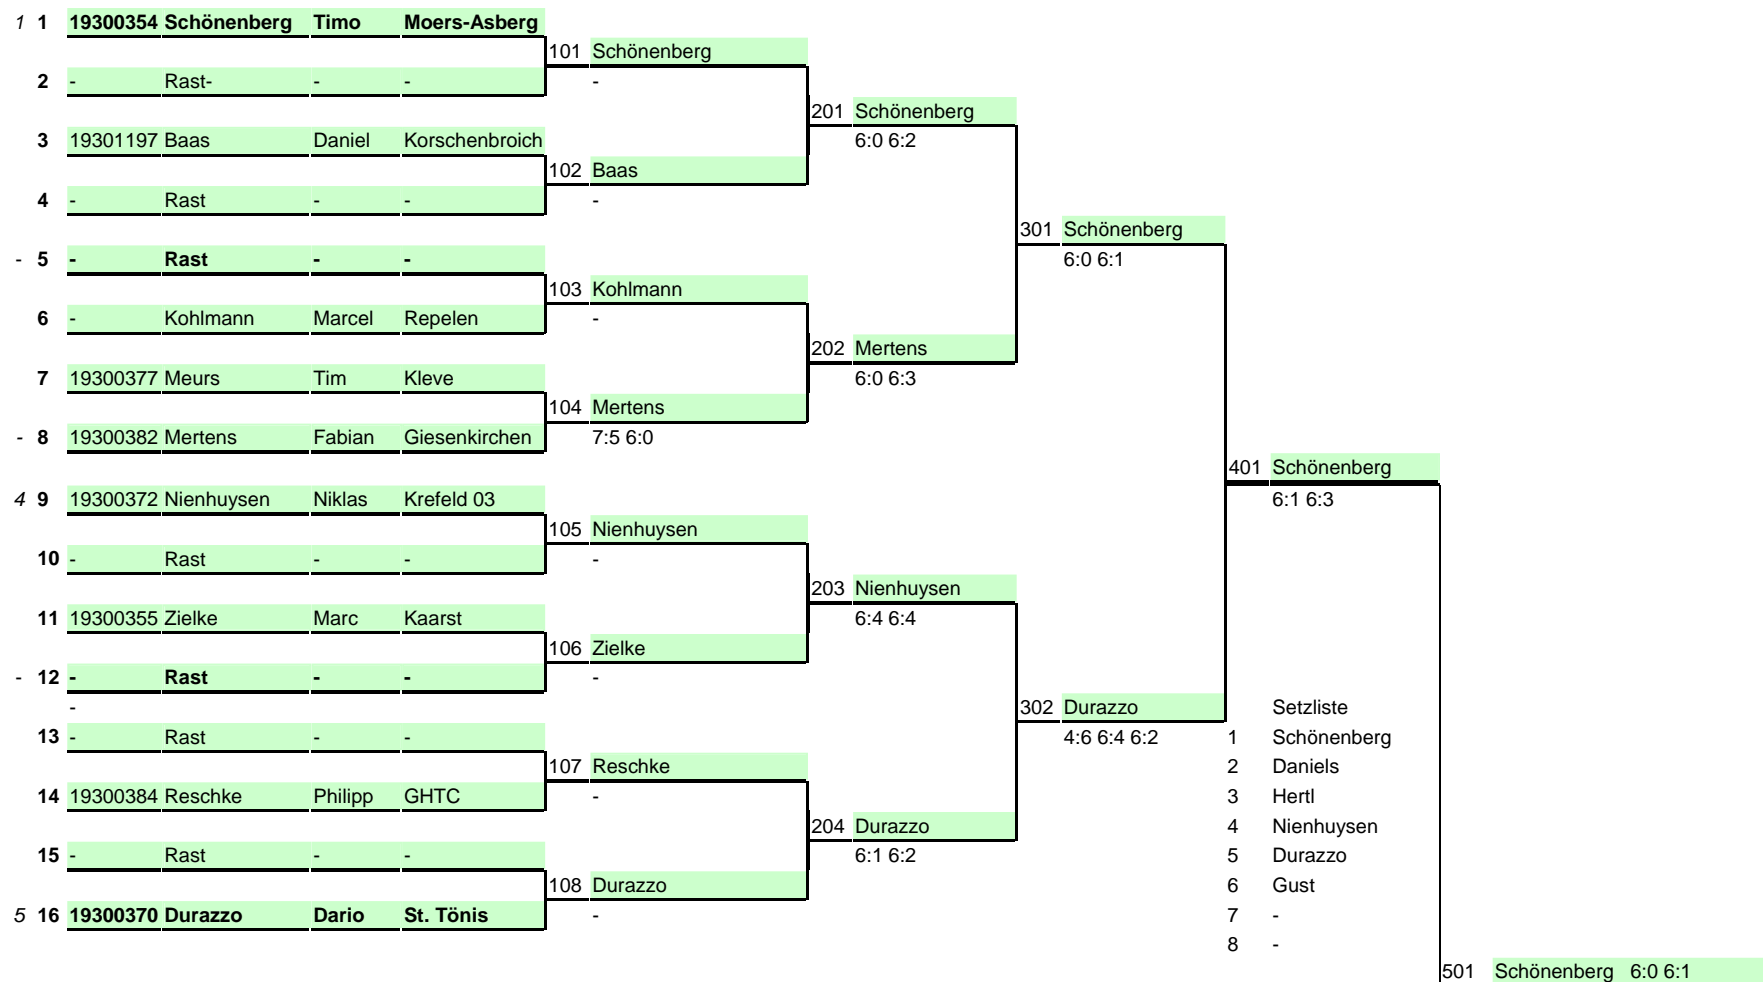 1 1 19300354 Schönenberg Timo Moers-Asberg
101 Schönenberg
2 - Rast- - - -
201 Schönenberg
3 19301197 Baas Daniel Korschenbroich 6:0 6:2
102 Baas
4 - Rast - - -
301 Schönenberg
- 5 - Rast - - 6:0 6:1
103 Kohlmann
6 - Kohlmann Marcel Repelen -
202 Mertens
7 19300377 Meurs Tim Kleve 6:0 6:3
104 Mertens
- 8 19300382 Mertens Fabian Giesenkirchen 7:5 6:0
401 Schönenberg
4 9 19300372 Nienhuysen Niklas Krefeld 03 6:1 6:3
105 Nienhuysen
10 - Rast - - -
203 Nienhuysen
11 19300355 Zielke Marc Kaarst 6:4 6:4
106 Zielke
- 12 - Rast - - -
- 302 Durazzo Setzliste
13 - Rast - - 4:6 6:4 6:2 1 Schönenberg
107 Reschke 2 Daniels
14 19300384 Reschke Philipp GHTC - 3 Hertl
204 Durazzo 4 Nienhuysen
15 - Rast - - 6:1 6:2 5 Durazzo
108 Durazzo 6 Gust
5 16 19300370 Durazzo Dario St. Tönis - 7 -
8 -
501 Schönenberg 6:0 6:1